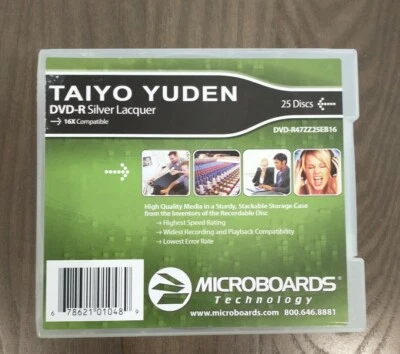 TAIYO YUDEN
DVD-R Silver Lacquer
25 Discs
→ 16X Compatible
DVD-R47ZZ25EB16
High Quality Media in a Sturdy, Stackable Storage Case
from the Inventors of the Recordable Disc
→ Highest Speed Rating
→ Widest Recording and Playback Compatibility
→ Lowest Error Rate
MICROBOARDS®
Technology
www.microboards.com 800.646.8881
6 78621 01048 9